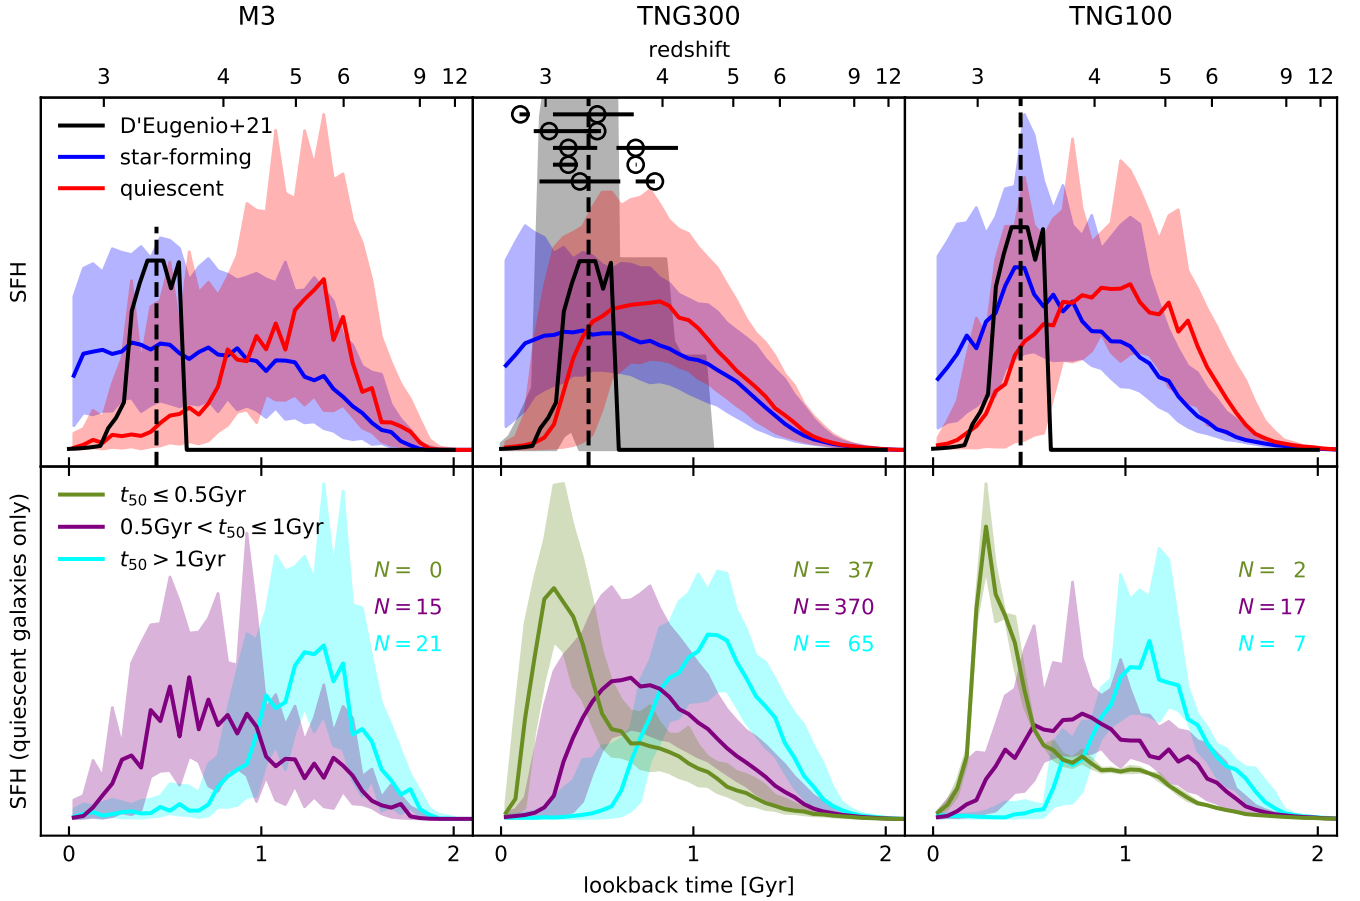 M3 TNG300 TNG100
redshift
3 4 5 6 9 12 3 4 5 6 9 12 3 4 5 6 9 12
D'Eugenio+21
star-forming
quiescent
SFH
t50 ≤ 0.5Gyr
0.5Gyr < t50 ≤ 1Gyr
t50 > 1Gyr
N = 0
N = 15
N = 21
N = 37
N = 370
N = 65
N = 2
N = 17
N = 7
SFH (quiescent galaxies only)
0 1 2 0 1 2 0 1 2
lookback time [Gyr]